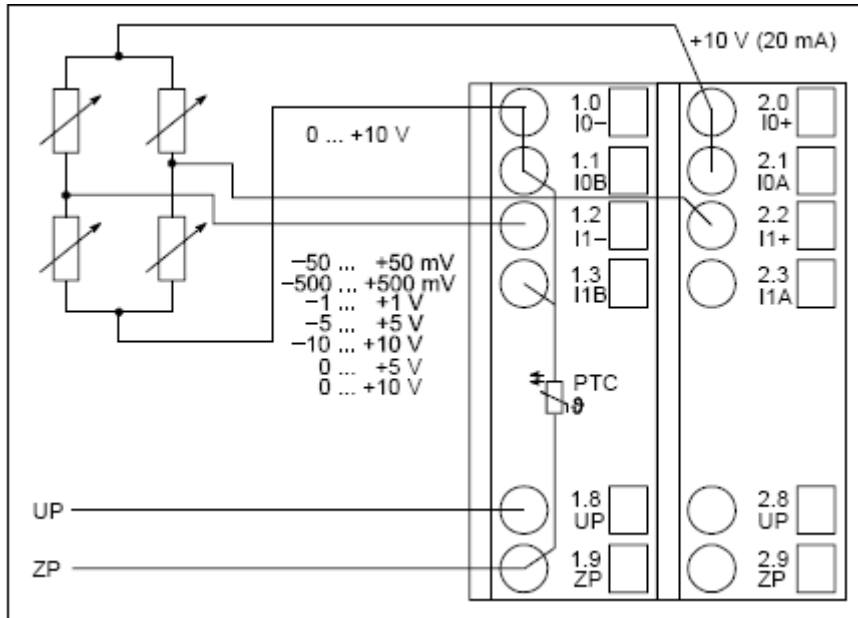 +10 V (20 mA)
0 ... +10 V
1.0
I0−
2.0
I0+
1.1
I0B
2.1
I0A
1.2
I1−
2.2
I1+
1.3
I1B
2.3
I1A
−50 ... +50 mV
−500 ... +500 mV
−1 ... +1 V
−5 ... +5 V
−10 ... +10 V
0 ... +5 V
0 ... +10 V
PTC
ϑ
UP
1.8
UP
2.8
UP
ZP
1.9
ZP
2.9
ZP